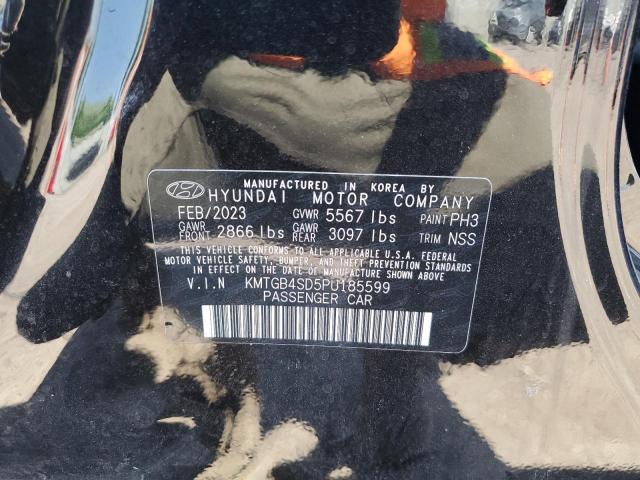 MANUFACTURED IN KOREA BY
HYUNDAI MOTOR COMPANY
FEB/2023 GVWR 5567 lbs PAINT PH3
GAWR FRONT 2866 lbs GAWR REAR 3097 lbs TRIM NSS
THIS VEHICLE CONFORMS TO ALL APPLICABLE U.S.A. FEDERAL
MOTOR VEHICLE SAFETY, BUMPER, AND THEFT PREVENTION STANDARDS
IN EFFECT ON THE DATE OF MANUFACTURE SHOWN ABOVE.
V.I.N KMTGB4SD5PU185599
PASSENGER CAR